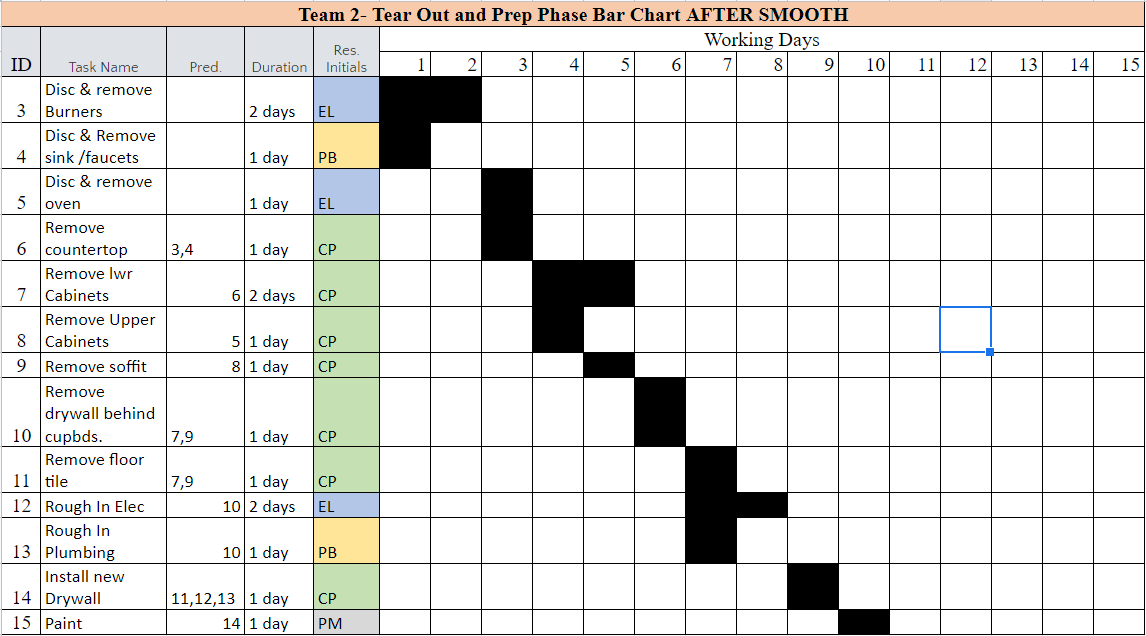 Team 2- Tear Out and Prep Phase Bar Chart AFTER SMOOTH
Working Days
ID Task Name Pred. Duration Res. Initials 1 2 3 4 5 6 7 8 9 10 11 12 13 14 15
Disc & remove
3 Burners 2 days EL
Disc & Remove
4 sink /faucets 1 day PB
Disc & remove
5 oven 1 day EL
Remove
6 countertop 3,4 1 day CP
Remove lwr
7 Cabinets 6 2 days CP
Remove Upper
8 Cabinets 5 1 day CP
9 Remove soffit 8 1 day CP
Remove
drywall behind
10 cupbds. 7,9 1 day CP
Remove floor
11 tile 7,9 1 day CP
12 Rough In Elec 10 2 days EL
Rough In
13 Plumbing 10 1 day PB
Install new
14 Drywall 11,12,13 1 day CP
15 Paint 14 1 day PM